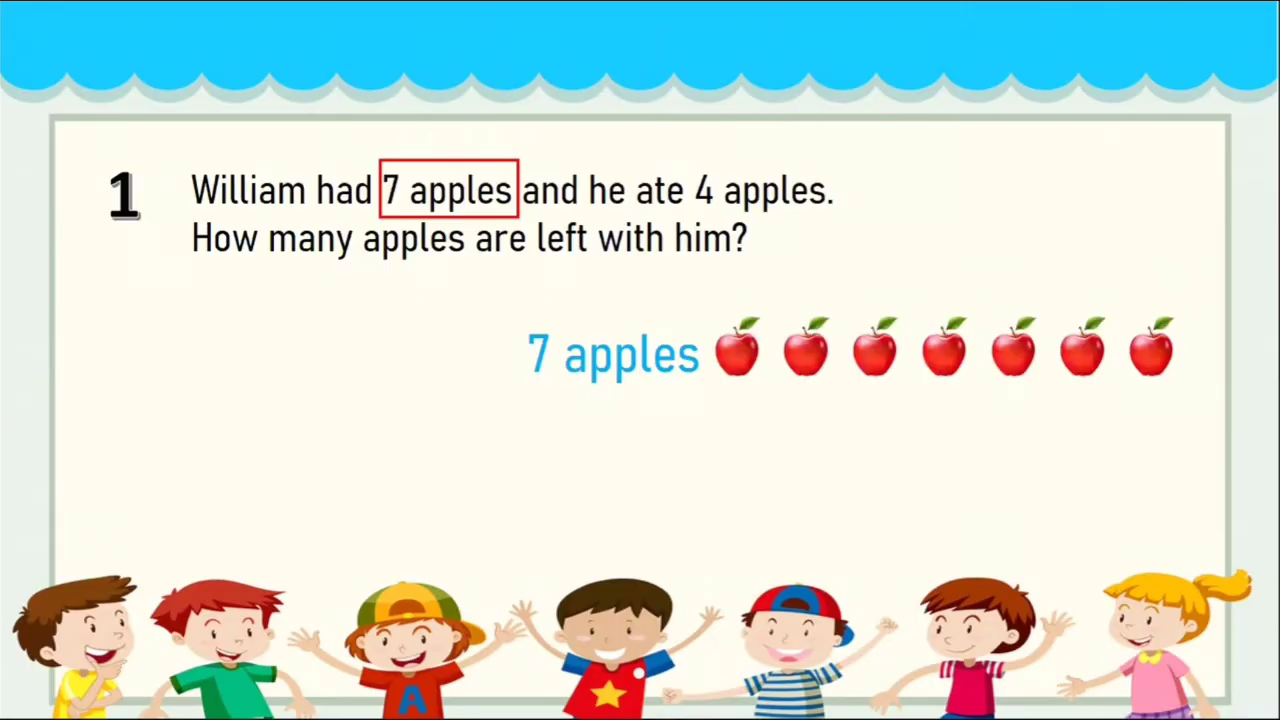 1
William had 7 apples and he ate 4 apples.
How many apples are left with him?
7 apples
A